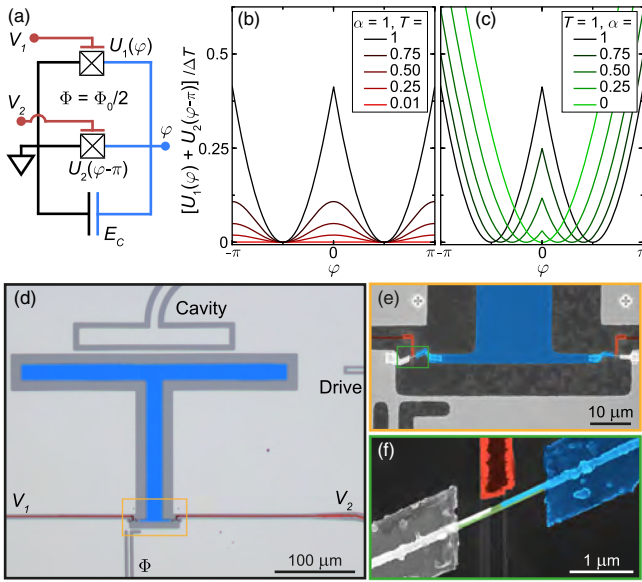 (a)
V₁
U₁(φ)
Φ = Φ₀/2
V₂
φ
U₂(φ-π)
E_C
[U₁(φ) + U₂(φ-π)] /ΔT
(b)
α = 1, T =
1
0.75
0.50
0.25
0.01
0.5
0.25
0
-π
0
π
φ
(c)
T = 1, α =
1
0.75
0.50
0.25
0
-π
0
π
φ
(d)
Cavity
Drive
V₁
V₂
Φ
100 μm
(e)
10 μm
(f)
1 μm